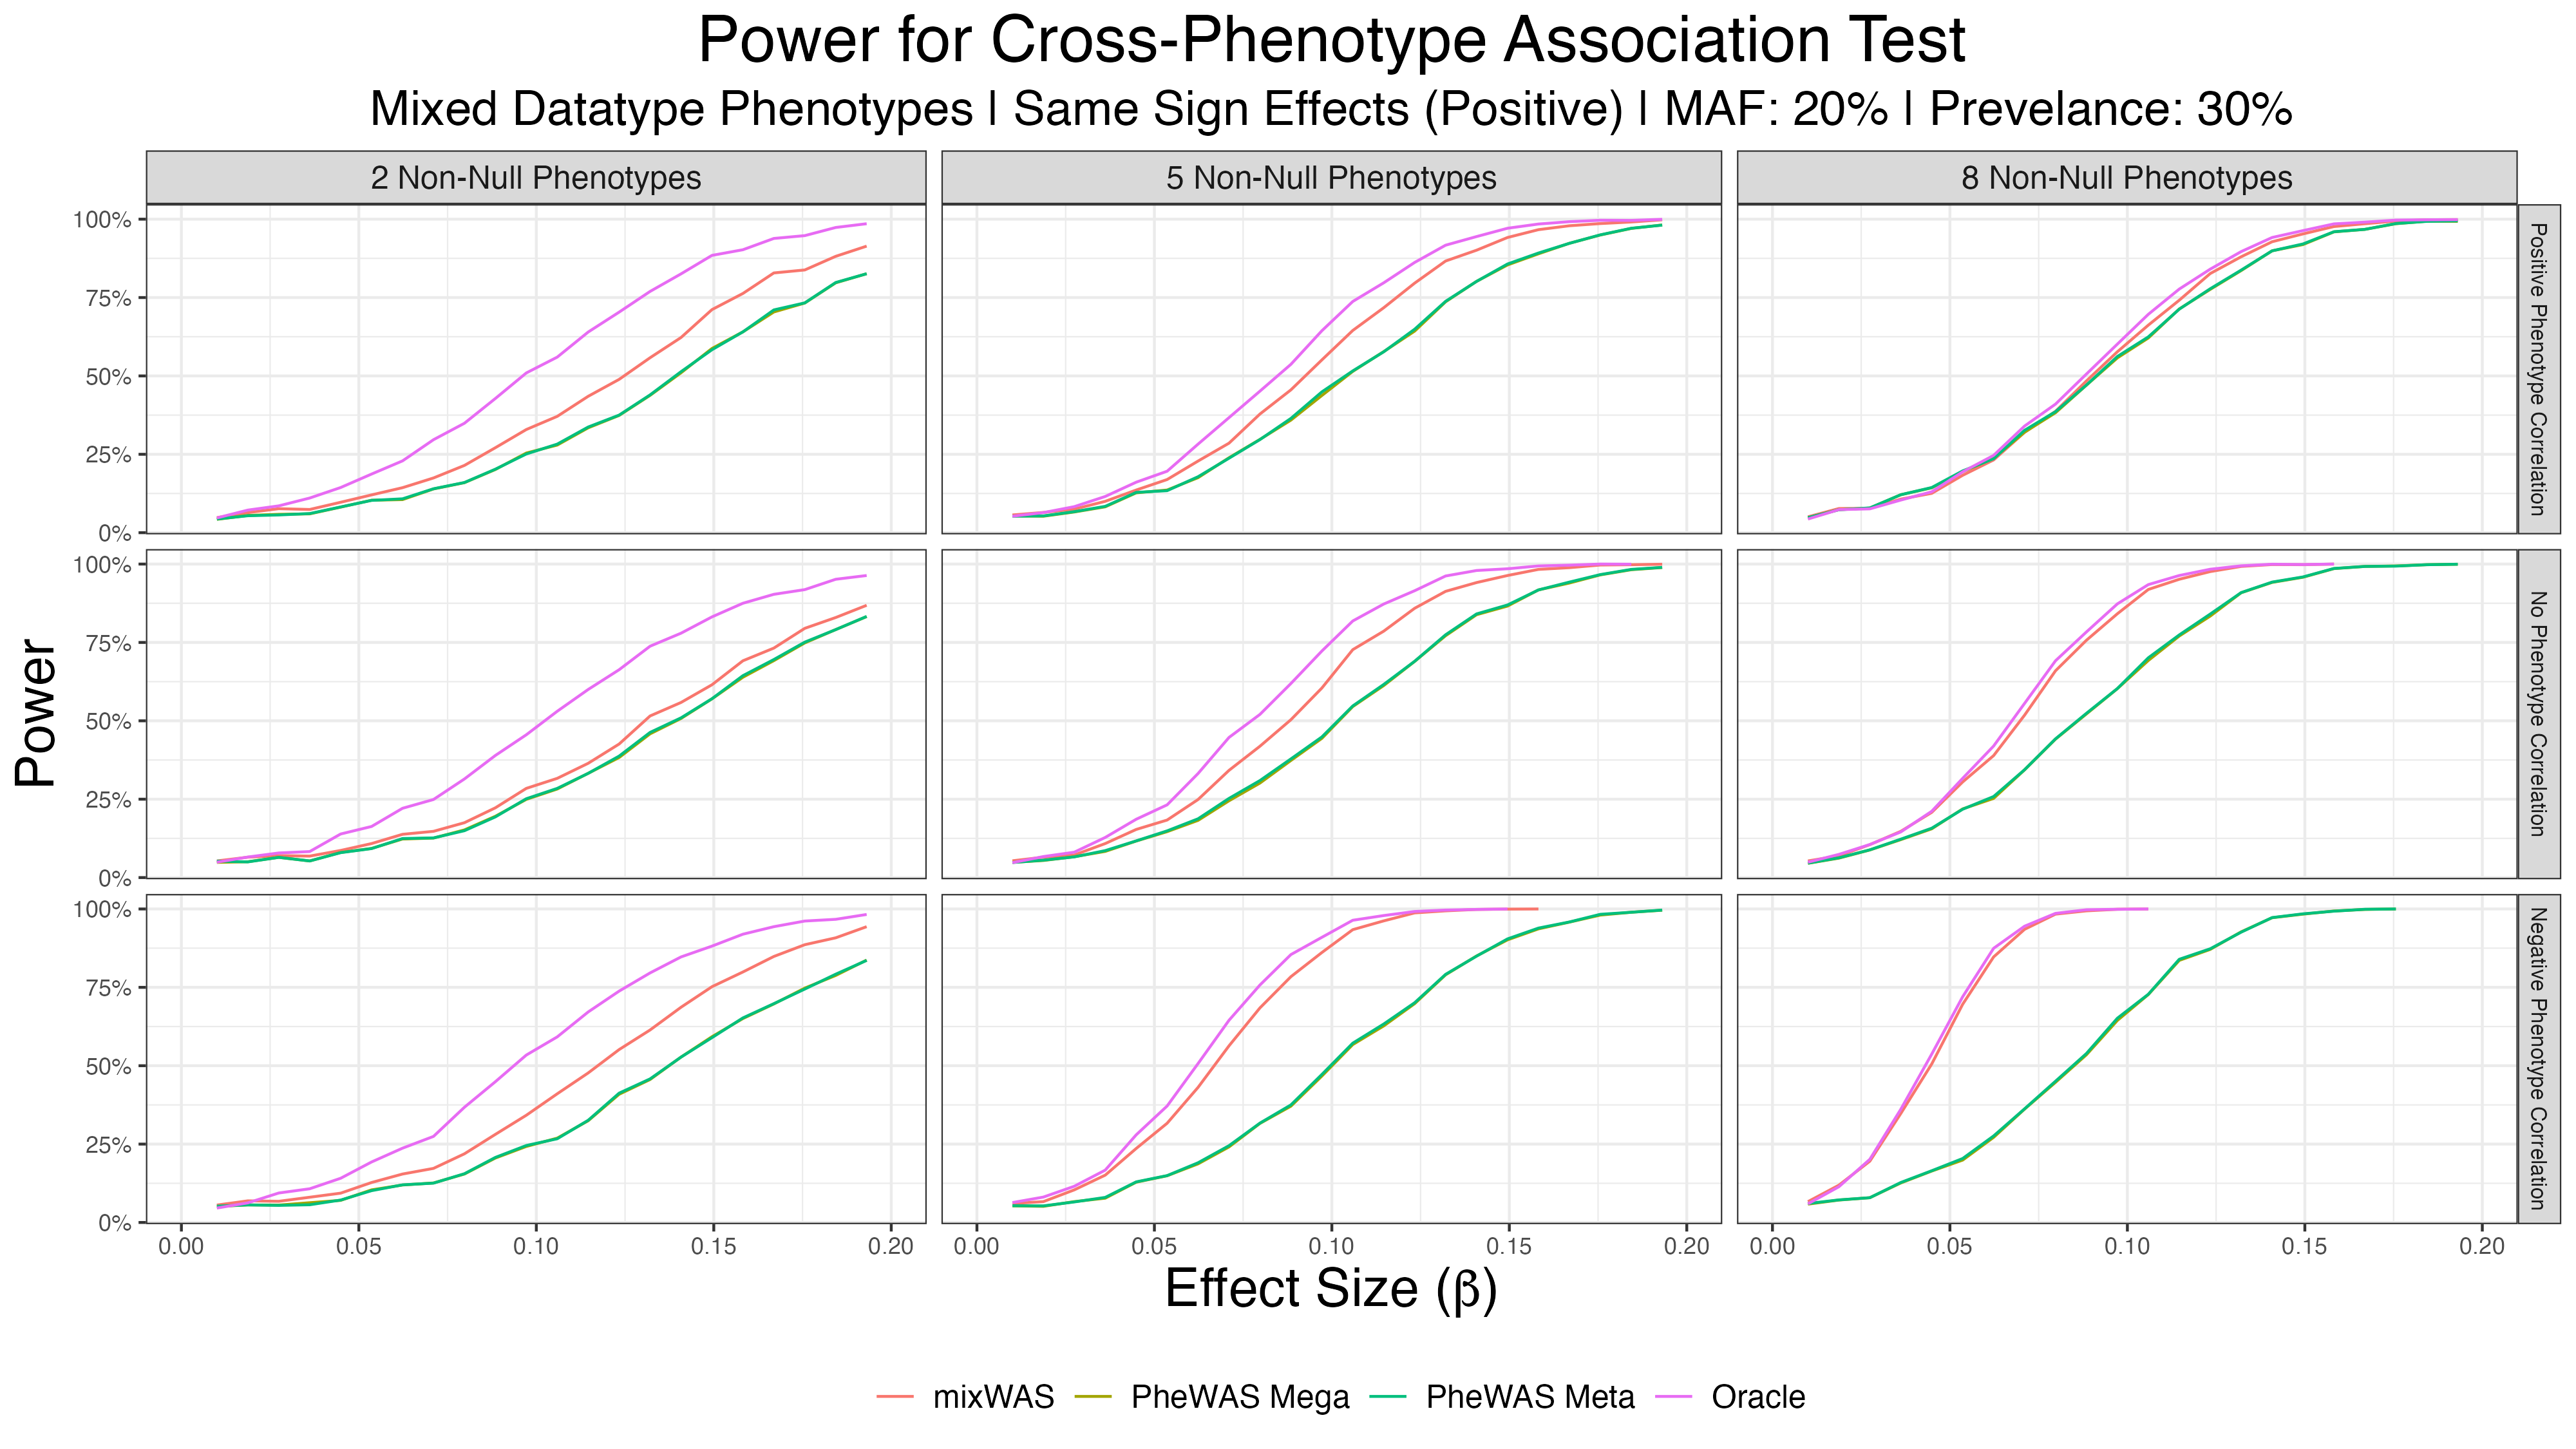 Power for Cross-Phenotype Association Test
Mixed Datatype Phenotypes | Same Sign Effects (Positive) | MAF: 20% | Prevelance: 30%
2 Non-Null Phenotypes
5 Non-Null Phenotypes
8 Non-Null Phenotypes
100%
75%
50%
25%
0%
Positive Phenotype Correlation
100%
75%
50%
25%
0%
No Phenotype Correlation
100%
75%
50%
25%
0%
Negative Phenotype Correlation
Power
0.00 0.05 0.10 0.15 0.20
0.00 0.05 0.10 0.15 0.20
0.00 0.05 0.10 0.15 0.20
Effect Size (β)
mixWAS PheWAS Mega PheWAS Meta Oracle